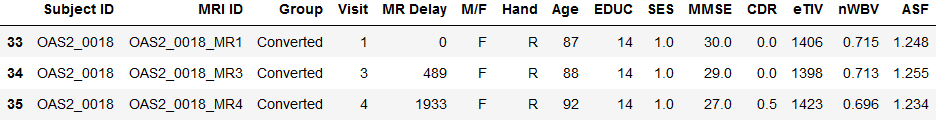 Subject ID MRI ID Group Visit MR Delay M/F Hand Age EDUC SES MMSE CDR eTIV nWBV ASF
33 OAS2_0018 OAS2_0018_MR1 Converted 1 0 F R 87 14 1.0 30.0 0.0 1406 0.715 1.248
34 OAS2_0018 OAS2_0018_MR3 Converted 3 489 F R 88 14 1.0 29.0 0.0 1398 0.713 1.255
35 OAS2_0018 OAS2_0018_MR4 Converted 4 1933 F R 92 14 1.0 27.0 0.5 1423 0.696 1.234